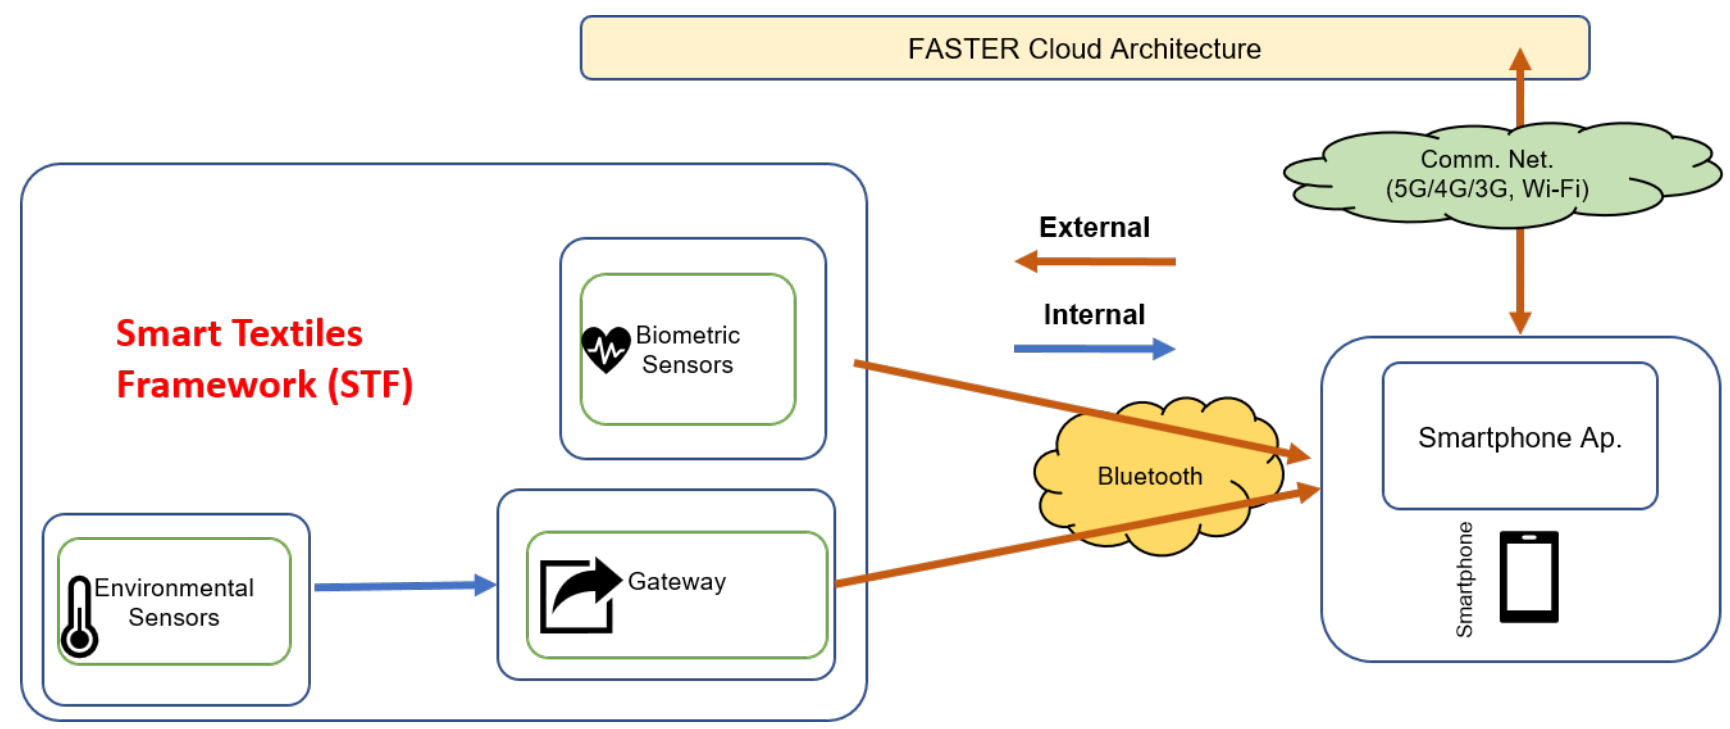 FASTER Cloud Architecture
Comm. Net.
(5G/4G/3G, Wi-Fi)
External
Internal
Smart Textiles
Framework (STF)
Biometric
Sensors
Environmental
Sensors
Gateway
Bluetooth
Smartphone Ap.
Smartphone